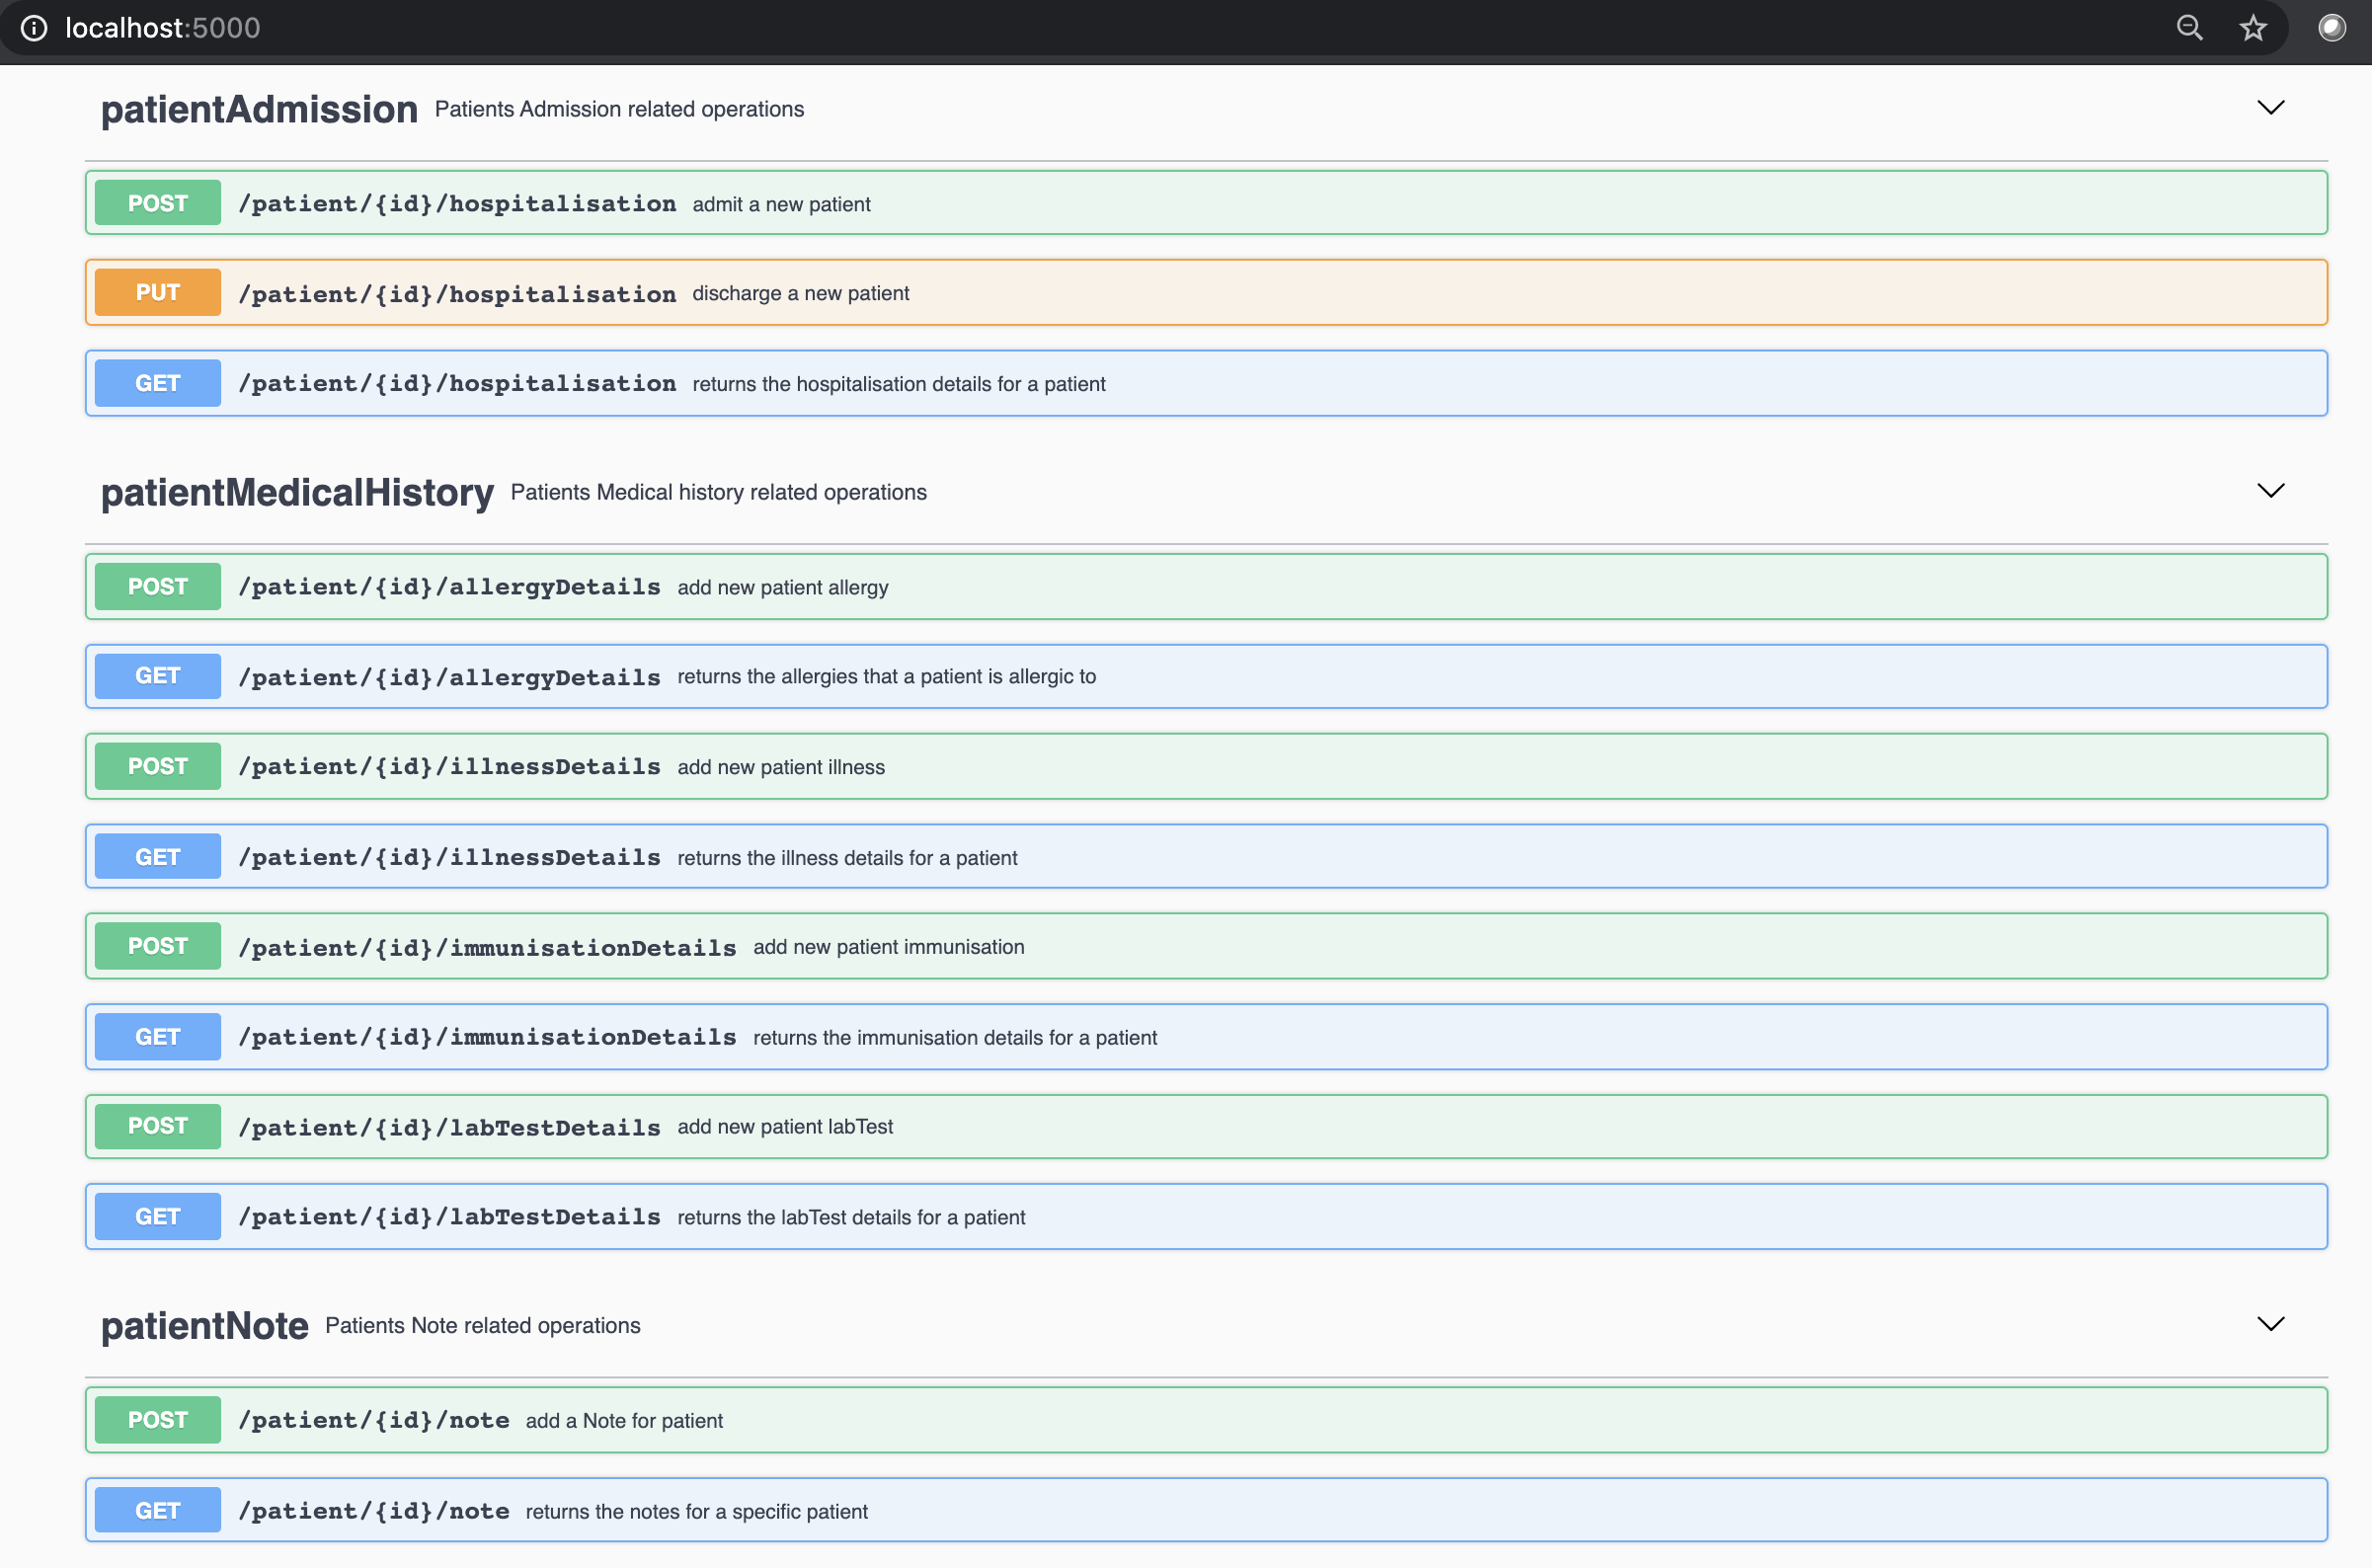 localhost:5000
patientAdmission Patients Admission related operations
POST /patient/{id}/hospitalisation admit a new patient
PUT /patient/{id}/hospitalisation discharge a new patient
GET /patient/{id}/hospitalisation returns the hospitalisation details for a patient
patientMedicalHistory Patients Medical history related operations
POST /patient/{id}/allergyDetails add new patient allergy
GET /patient/{id}/allergyDetails returns the allergies that a patient is allergic to
POST /patient/{id}/illnessDetails add new patient illness
GET /patient/{id}/illnessDetails returns the illness details for a patient
POST /patient/{id}/immunisationDetails add new patient immunisation
GET /patient/{id}/immunisationDetails returns the immunisation details for a patient
POST /patient/{id}/labTestDetails add new patient labTest
GET /patient/{id}/labTestDetails returns the labTest details for a patient
patientNote Patients Note related operations
POST /patient/{id}/note add a Note for patient
GET /patient/{id}/note returns the notes for a specific patient